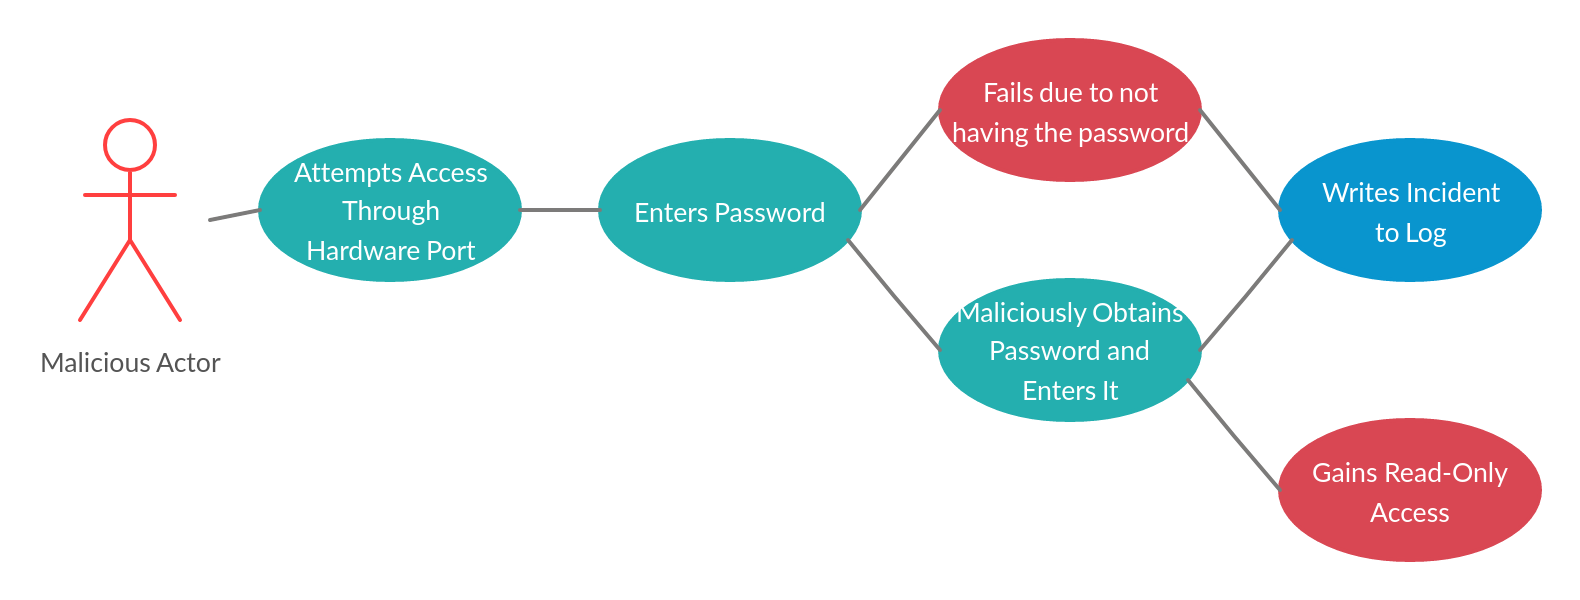 Malicious Actor
Attempts Access
Through
Hardware Port
Enters Password
Fails due to not
having the password
Maliciously Obtains
Password and
Enters It
Writes Incident
to Log
Gains Read-Only
Access